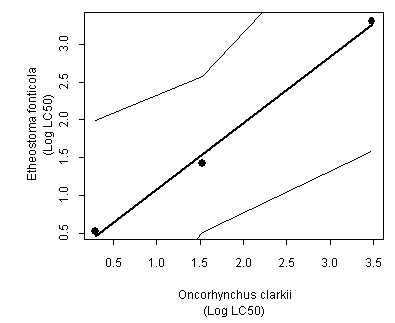 Etheostoma fonticola
(Log LC50)
3.0
2.5
2.0
1.5
1.0
0.5
0.5 1.0 1.5 2.0 2.5 3.0 3.5
Oncorhynchus clarkii
(Log LC50)